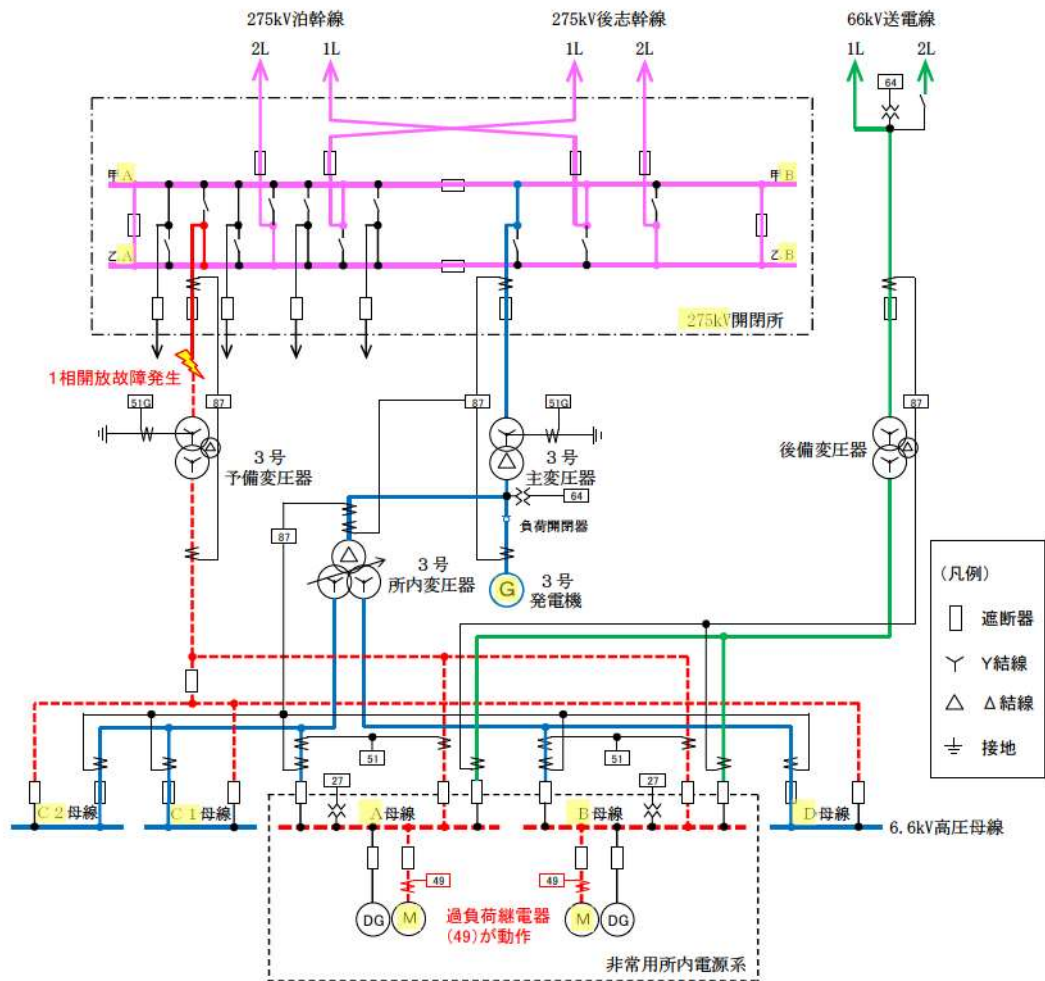 275kV泊幹線
275kV後志幹線
66kV送電線
2L
1L
1L
2L
1L
2L
64
甲A
甲B
乙A
乙B
275kV開閉所
1相開放故障発生
51G
87
87
51G
87
3号
予備変圧器
3号
主変圧器
後備変圧器
64
負荷開閉器
87
3号
所内変圧器
G
3号
発電機
(凡例)
遮断器
Y結線
Δ結線
接地
51
51
27
27
C2母線
C1母線
A母線
B母線
D母線
6.6kV高圧母線
49
49
DG
M
過負荷継電器
(49)が動作
M
DG
非常用所内電源系